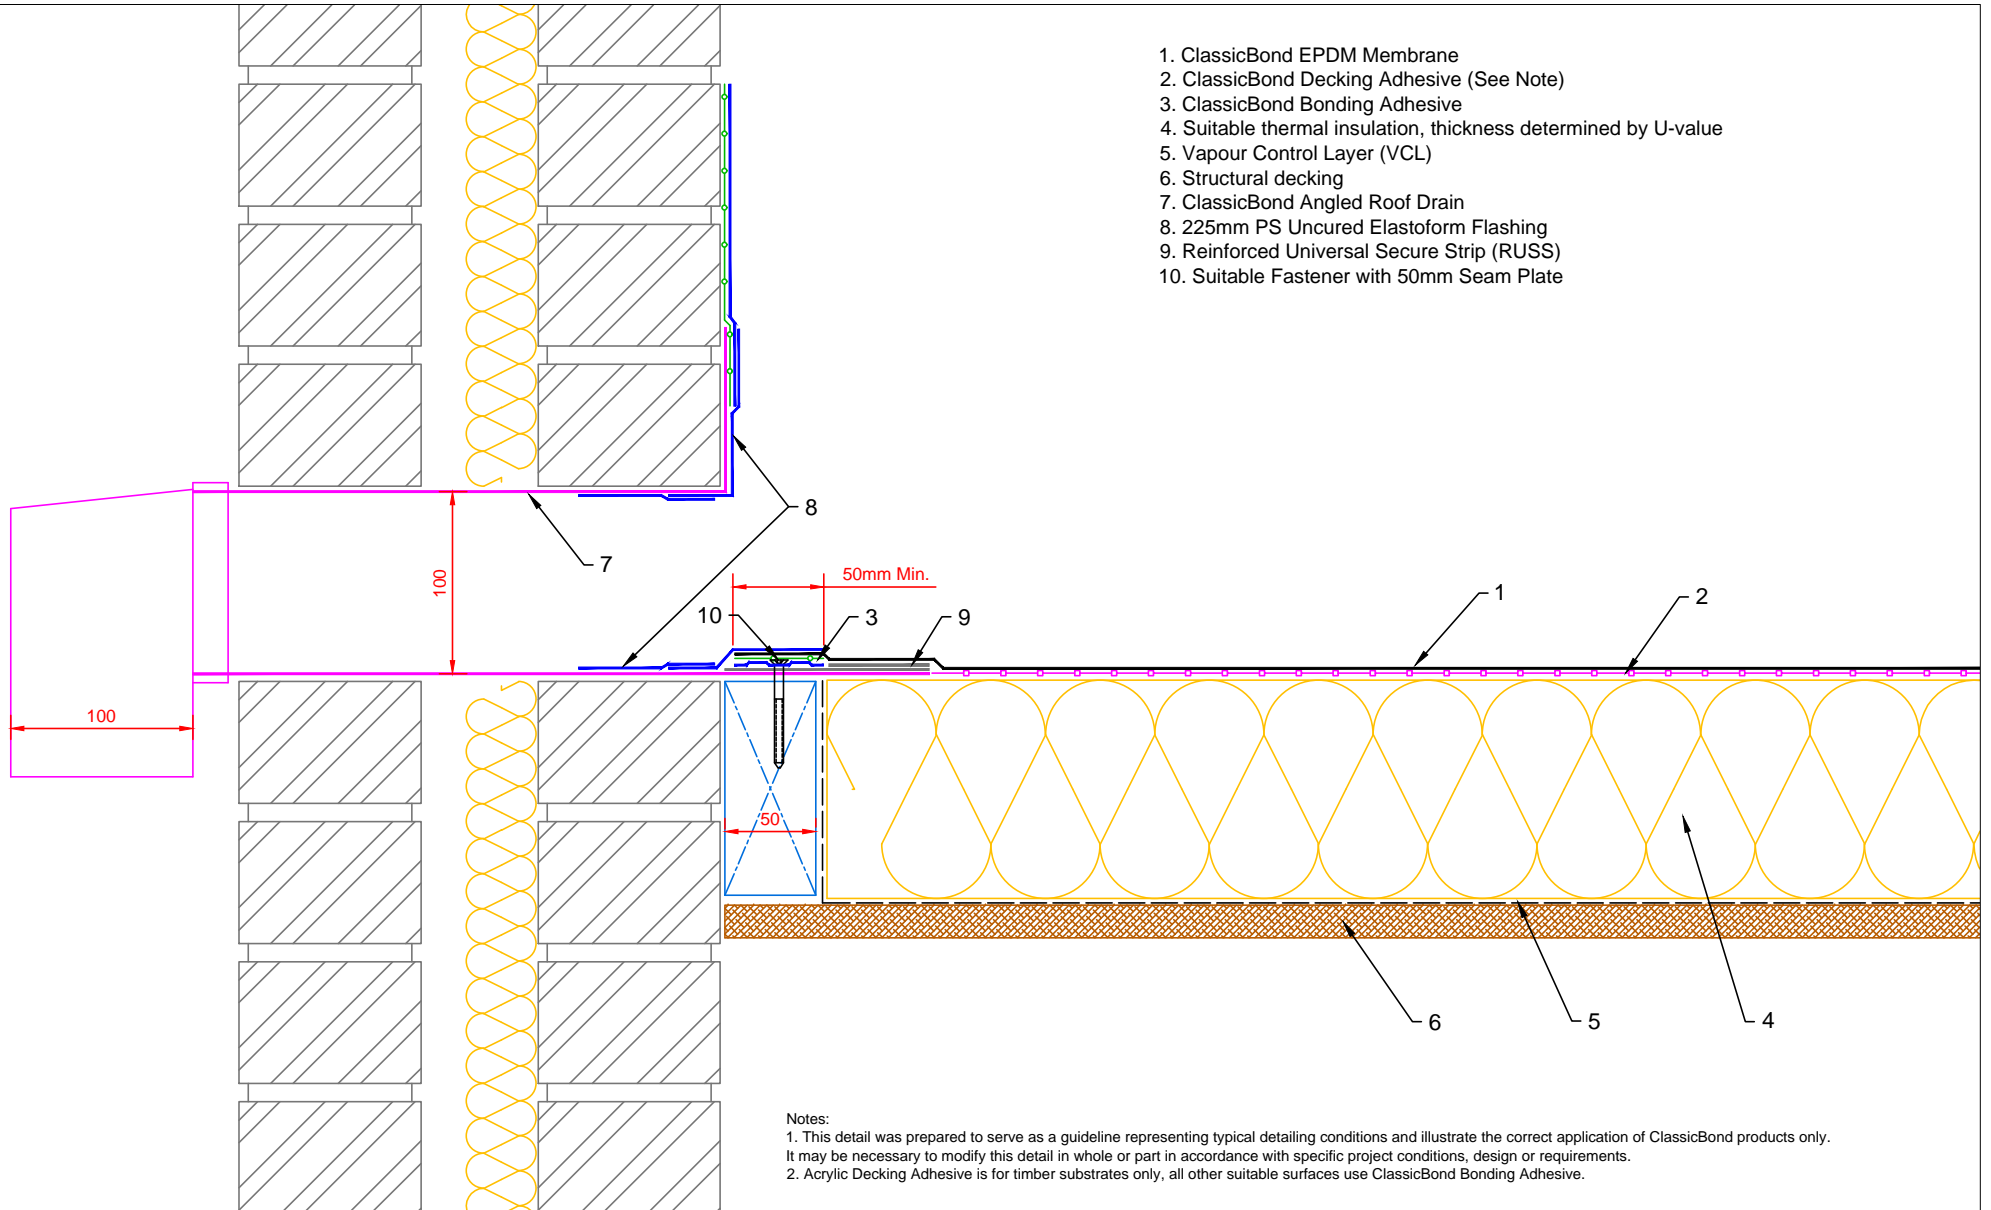 1. ClassicBond EPDM Membrane
2. ClassicBond Decking Adhesive (See Note)
3. ClassicBond Bonding Adhesive
4. Suitable thermal insulation, thickness determined by U-value
5. Vapour Control Layer (VCL)
6. Structural decking
7. ClassicBond Angled Roof Drain
8. 225mm PS Uncured Elastoform Flashing
9. Reinforced Universal Secure Strip (RUSS)
10. Suitable Fastener with 50mm Seam Plate
8
7
100
50mm Min.
10
3
9
1
2
100
50
6
5
4
Notes:
1. This detail was prepared to serve as a guideline representing typical detailing conditions and illustrate the correct application of ClassicBond products only.
It may be necessary to modify this detail in whole or part in accordance with specific project conditions, design or requirements.
2. Acrylic Decking Adhesive is for timber substrates only, all other suitable surfaces use ClassicBond Bonding Adhesive.